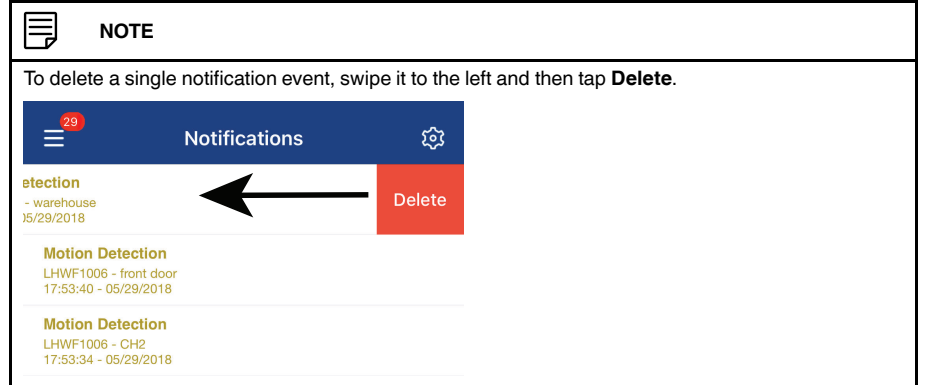 NOTE
To delete a single notification event, swipe it to the left and then tap Delete.
29
Notifications
etection
- warehouse
05/29/2018
Delete
Motion Detection
LHWF1006 - front door
17:53:40 - 05/29/2018
Motion Detection
LHWF1006 - CH2
17:53:34 - 05/29/2018